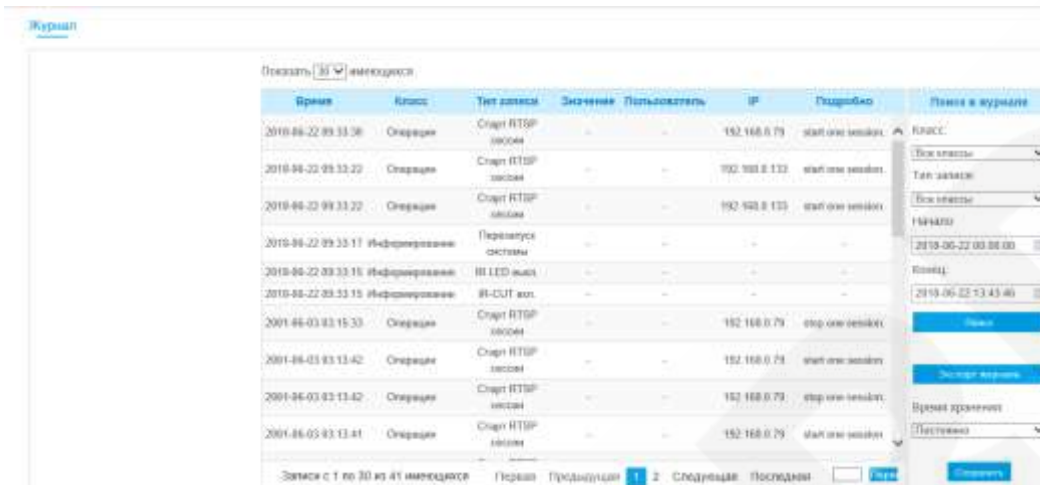 Журнал
Показать 30 имеющихся
Время Класс Тип записи Значение Пользователь IP Подробно Поиск в журнале
2018-06-22 09:33:38 Операции Старт RTSP сессии - - 192.168.0.79 start one session.
2018-06-22 09:33:22 Операции Старт RTSP сессии - - 192.168.0.133 start one session.
2018-06-22 09:33:22 Операции Старт RTSP сессии - - 192.168.0.133 start one session.
2018-06-22 09:33:17 Информирование Перезапуск системы - - - -
2018-06-22 09:33:15 Информирование IR LED выкл. - - - -
2018-06-22 09:33:15 Информирование IR-CUT вкл. - - - -
2001-06-03 03:15:33 Операции Старт RTSP сессии - - 192.168.0.79 stop one session.
2001-06-03 03:13:42 Операции Старт RTSP сессии - - 192.168.0.79 start one session.
2001-06-03 03:13:42 Операции Старт RTSP сессии - - 192.168.0.79 stop one session.
2001-06-03 03:13:41 Операции Старт RTSP сессии - - 192.168.0.79 start one session.
Записи с 1 по 30 из 41 имеющихся Первая Предыдущая 1 2 Следующая Последняя
Класс:
Все классы
Тип записи:
Все классы
Начало:
2018-06-22 00:00:00
Конец:
2018-06-22 13:43:46
Поиск
Экспорт журнала
Время хранения:
Постоянно
Сохранить